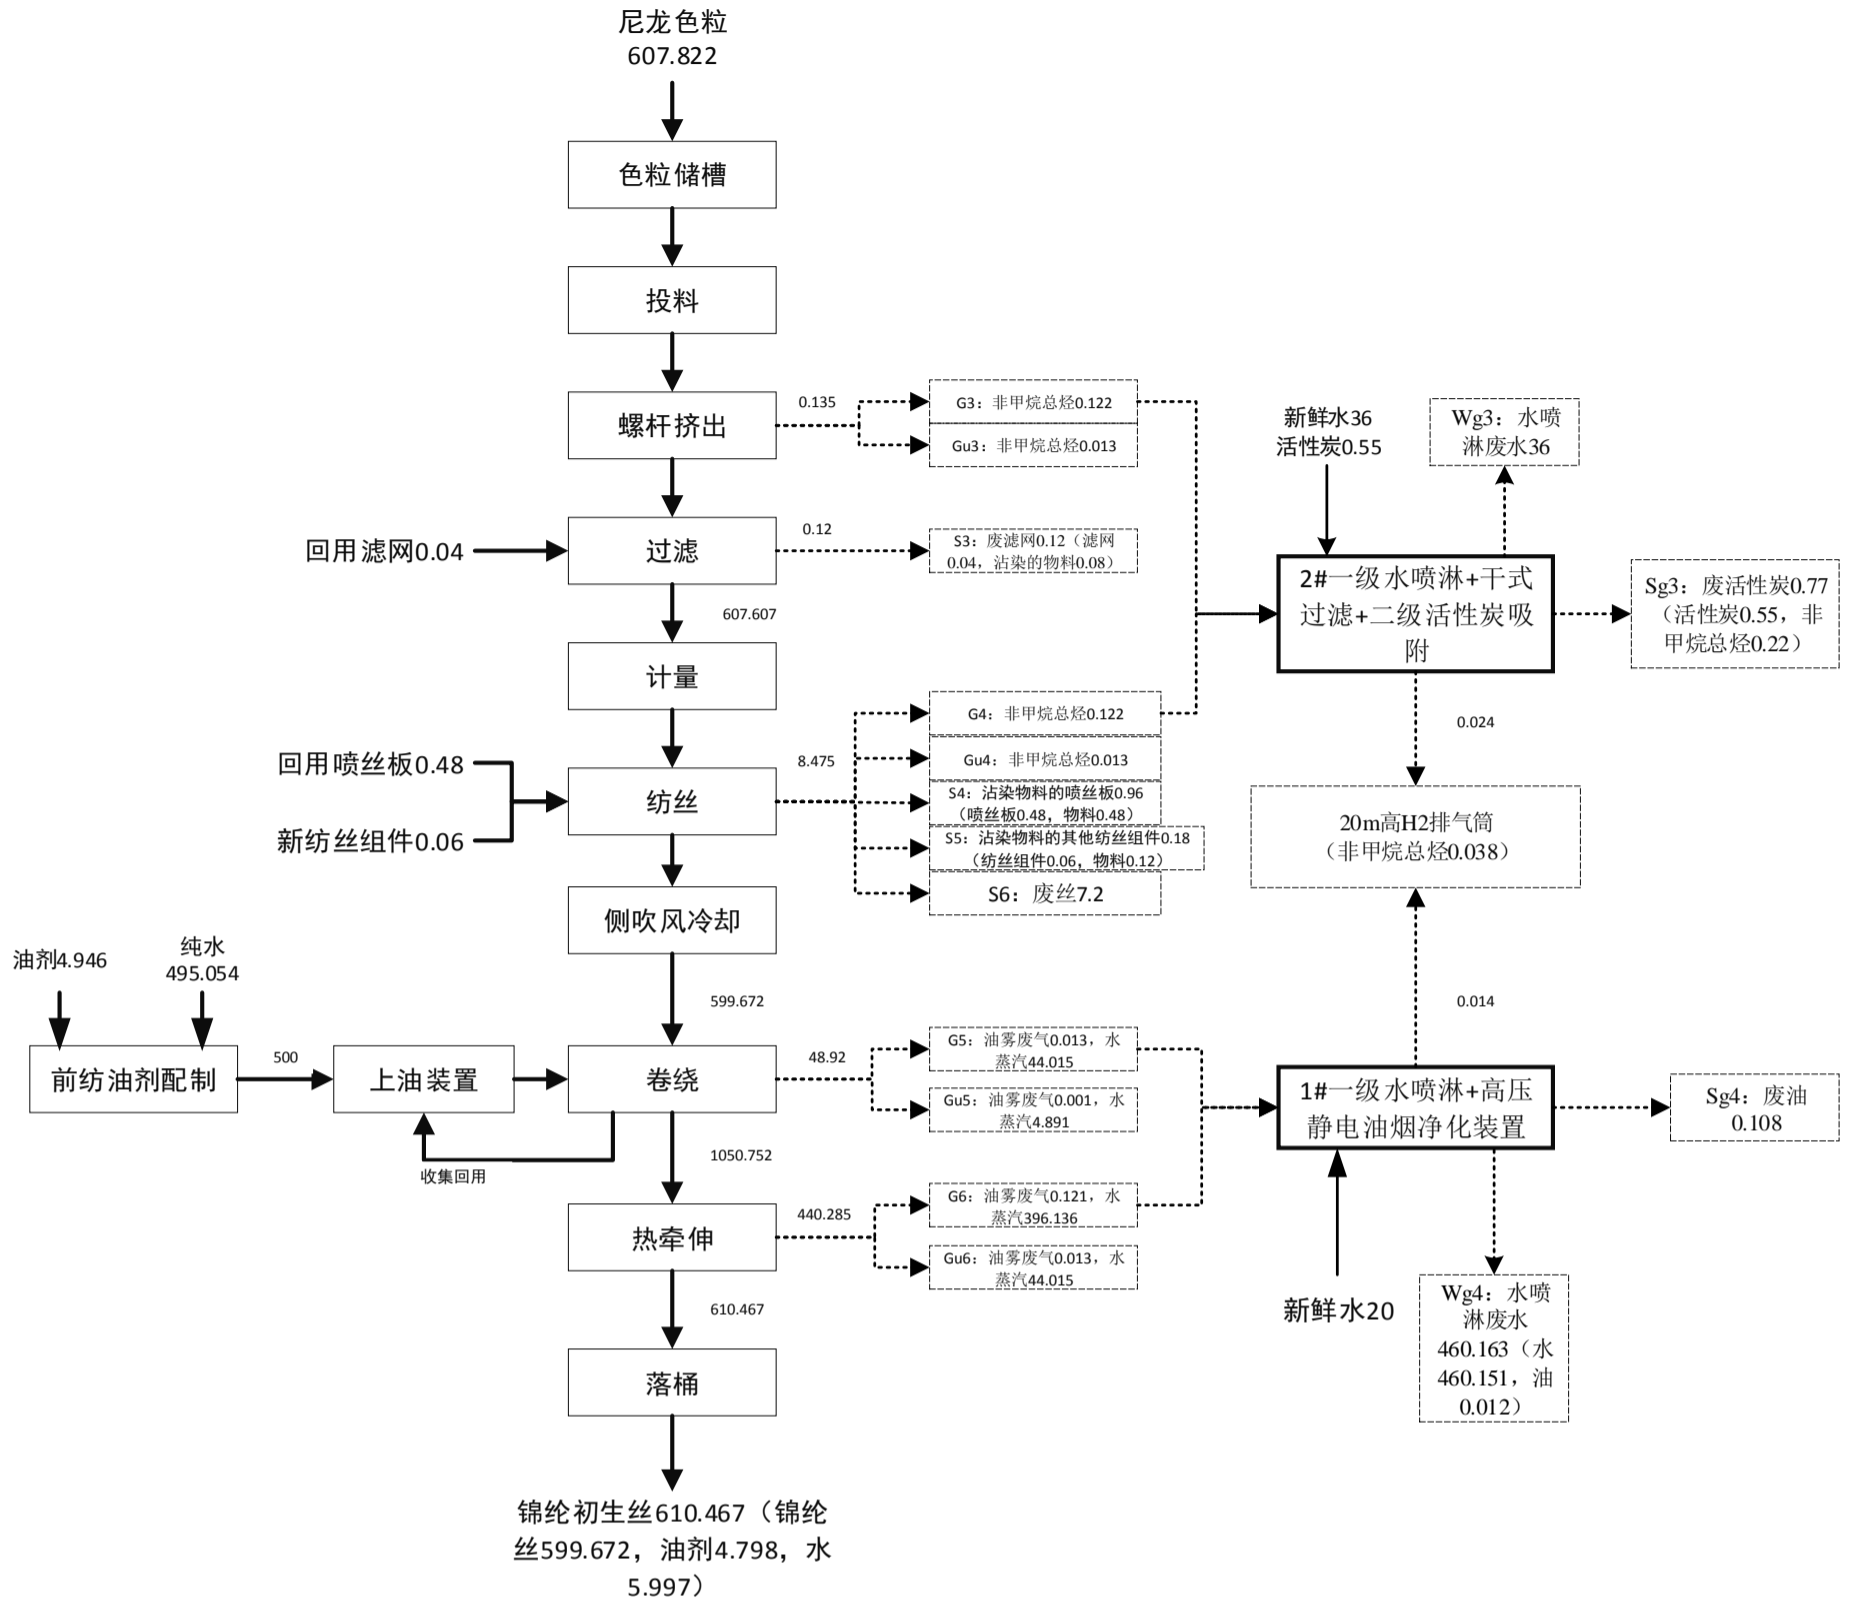 尼龙色粒
607.822
色粒储槽
投料
螺杆挤出
0.135
G3：非甲烷总烃0.122
Gu3：非甲烷总烃0.013
新鲜水36
活性炭0.55
Wg3：水喷
淋废水36
回用滤网0.04
过滤
0.12
S3：废滤网0.12（滤网
0.04，沾染的物料0.08）
607.607
2#一级水喷淋+干式
过滤+二级活性炭吸
附
Sg3：废活性炭0.77
（活性炭0.55，非
甲烷总烃0.22）
计量
0.024
回用喷丝板0.48
新纺丝组件0.06
纺丝
8.475
G4：非甲烷总烃0.122
Gu4：非甲烷总烃0.013
S4：沾染物料的喷丝板0.96
（喷丝板0.48，物料0.48）
S5：沾染物料的其他纺丝组件0.18
（纺丝组件0.06，物料0.12）
S6：废丝7.2
20m高H2排气筒
（非甲烷总烃0.038）
侧吹风冷却
599.672
0.014
油剂4.946
纯水
495.054
前纺油剂配制
500
上油装置
卷绕
48.92
G5：油雾废气0.013，水
蒸汽44.015
Gu5：油雾废气0.001，水
蒸汽4.891
1#一级水喷淋+高压
静电油烟净化装置
Sg4：废油
0.108
收集回用
1050.752
热牵伸
440.285
G6：油雾废气0.121，水
蒸汽396.136
Gu6：油雾废气0.013，水
蒸汽44.015
新鲜水20
Wg4：水喷
淋废水
460.163（水
460.151，油
0.012）
610.467
落桶
锦纶初生丝610.467（锦纶
丝599.672，油剂4.798，水
5.997）